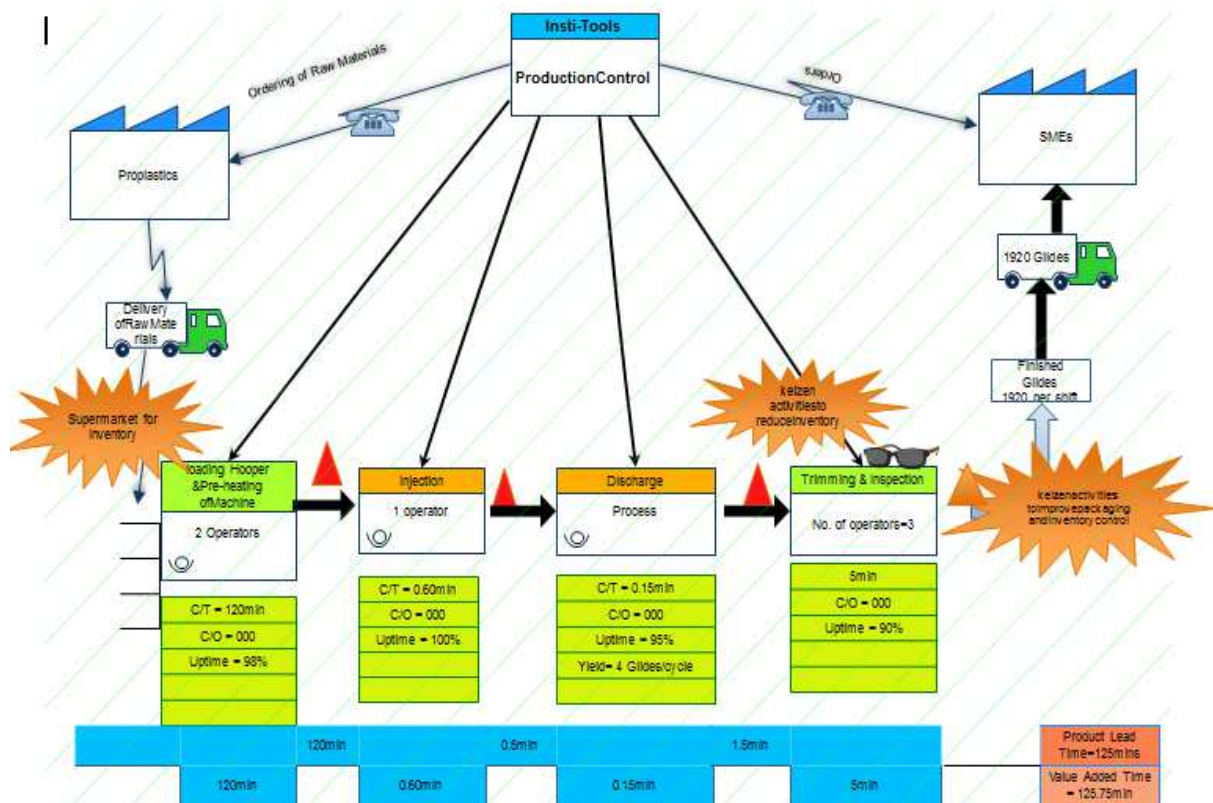 Insti-Tools
ProductionControl
Ordering of Raw Materials
Orders
Proplastics
SMEs
1920 Glides
Delivery
ofRawMate
rials
Finished
Glides
1920 per shift
Supermarket for
Inventory
keizen
activitiesto
reduceinventory
keizenactivities
toimprovepackaging
andinventory control
loading Hooper
&Pre-heating
ofMachine
2 Operators
C/T = 120min
C/O = 000
Uptime = 98%
Injection
1 operator
C/T = 0.60min
C/O = 000
Uptime = 100%
Discharge
Process
C/T = 0.15min
C/O = 000
Uptime = 95%
Yield= 4 Glides/cycle
Trimming & Inspection
No. of operators=3
5min
C/O = 000
Uptime = 90%
120min
0.5min
1.5min
120min
0.60min
0.15min
5min
Product Lead
Time=125mins
Value Added Time
= 125.75min